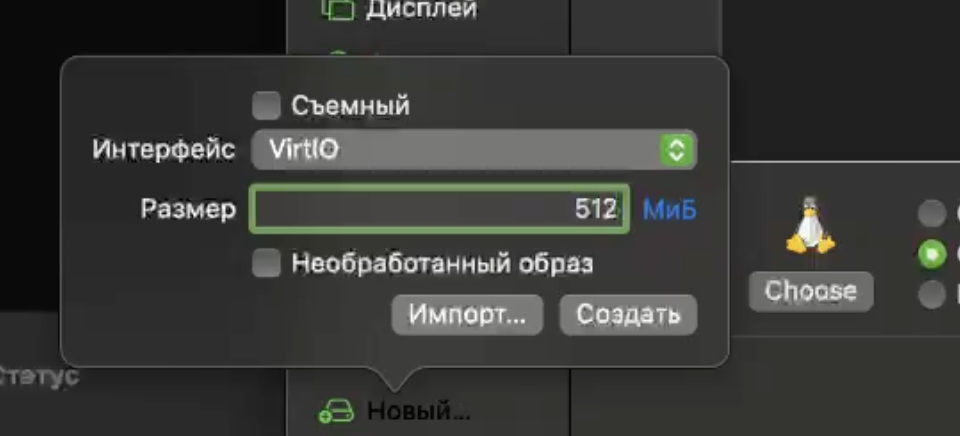 Дисплей
Съемный
Интерфейс VirtIO
Размер 512 МиБ
Необработанный образ
Импорт... Создать
Choose
Статус
Новый...